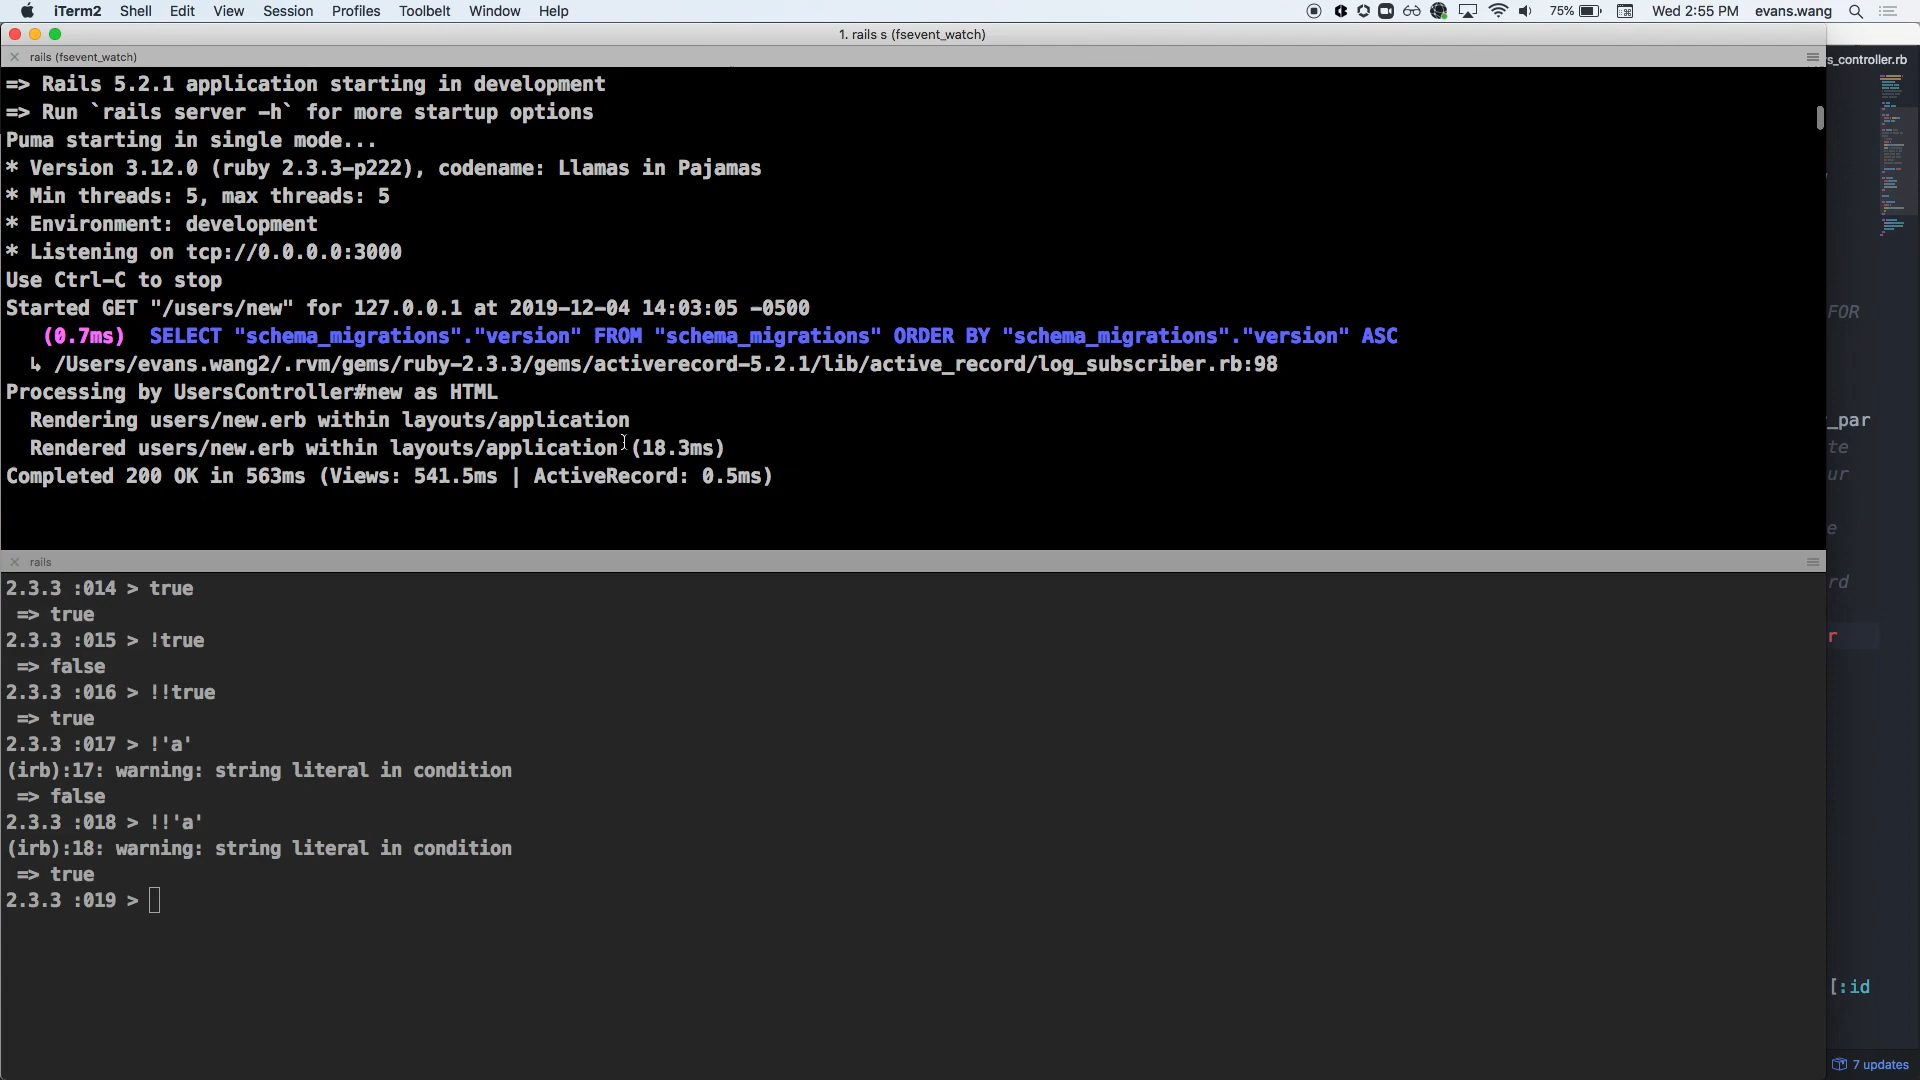 iTerm2 Shell Edit View Session Profiles Toolbelt Window Help 75% Wed 2:55 PM evans.wang
1. rails s (fsevent_watch)
rails (fsevent_watch)
s_controller.rb
=> Rails 5.2.1 application starting in development
=> Run `rails server -h` for more startup options
Puma starting in single mode...
* Version 3.12.0 (ruby 2.3.3-p222), codename: Llamas in Pajamas
* Min threads: 5, max threads: 5
* Environment: development
* Listening on tcp://0.0.0.0:3000
Use Ctrl-C to stop
Started GET "/users/new" for 127.0.0.1 at 2019-12-04 14:03:05 -0500
(0.7ms) SELECT "schema_migrations"."version" FROM "schema_migrations" ORDER BY "schema_migrations"."version" ASC
↳ /Users/evans.wang2/.rvm/gems/ruby-2.3.3/gems/activerecord-5.2.1/lib/active_record/log_subscriber.rb:98
Processing by UsersController#new as HTML
Rendering users/new.erb within layouts/application
Rendered users/new.erb within layouts/application (18.3ms)
Completed 200 OK in 563ms (Views: 541.5ms | ActiveRecord: 0.5ms)
rails
2.3.3 :014 > true
=> true
2.3.3 :015 > !true
=> false
2.3.3 :016 > !!true
=> true
2.3.3 :017 > !'a'
(irb):17: warning: string literal in condition
=> false
2.3.3 :018 > !!'a'
(irb):18: warning: string literal in condition
=> true
2.3.3 :019 >
FOR
_par
te
ur
e
rd
r
[:id
7 updates